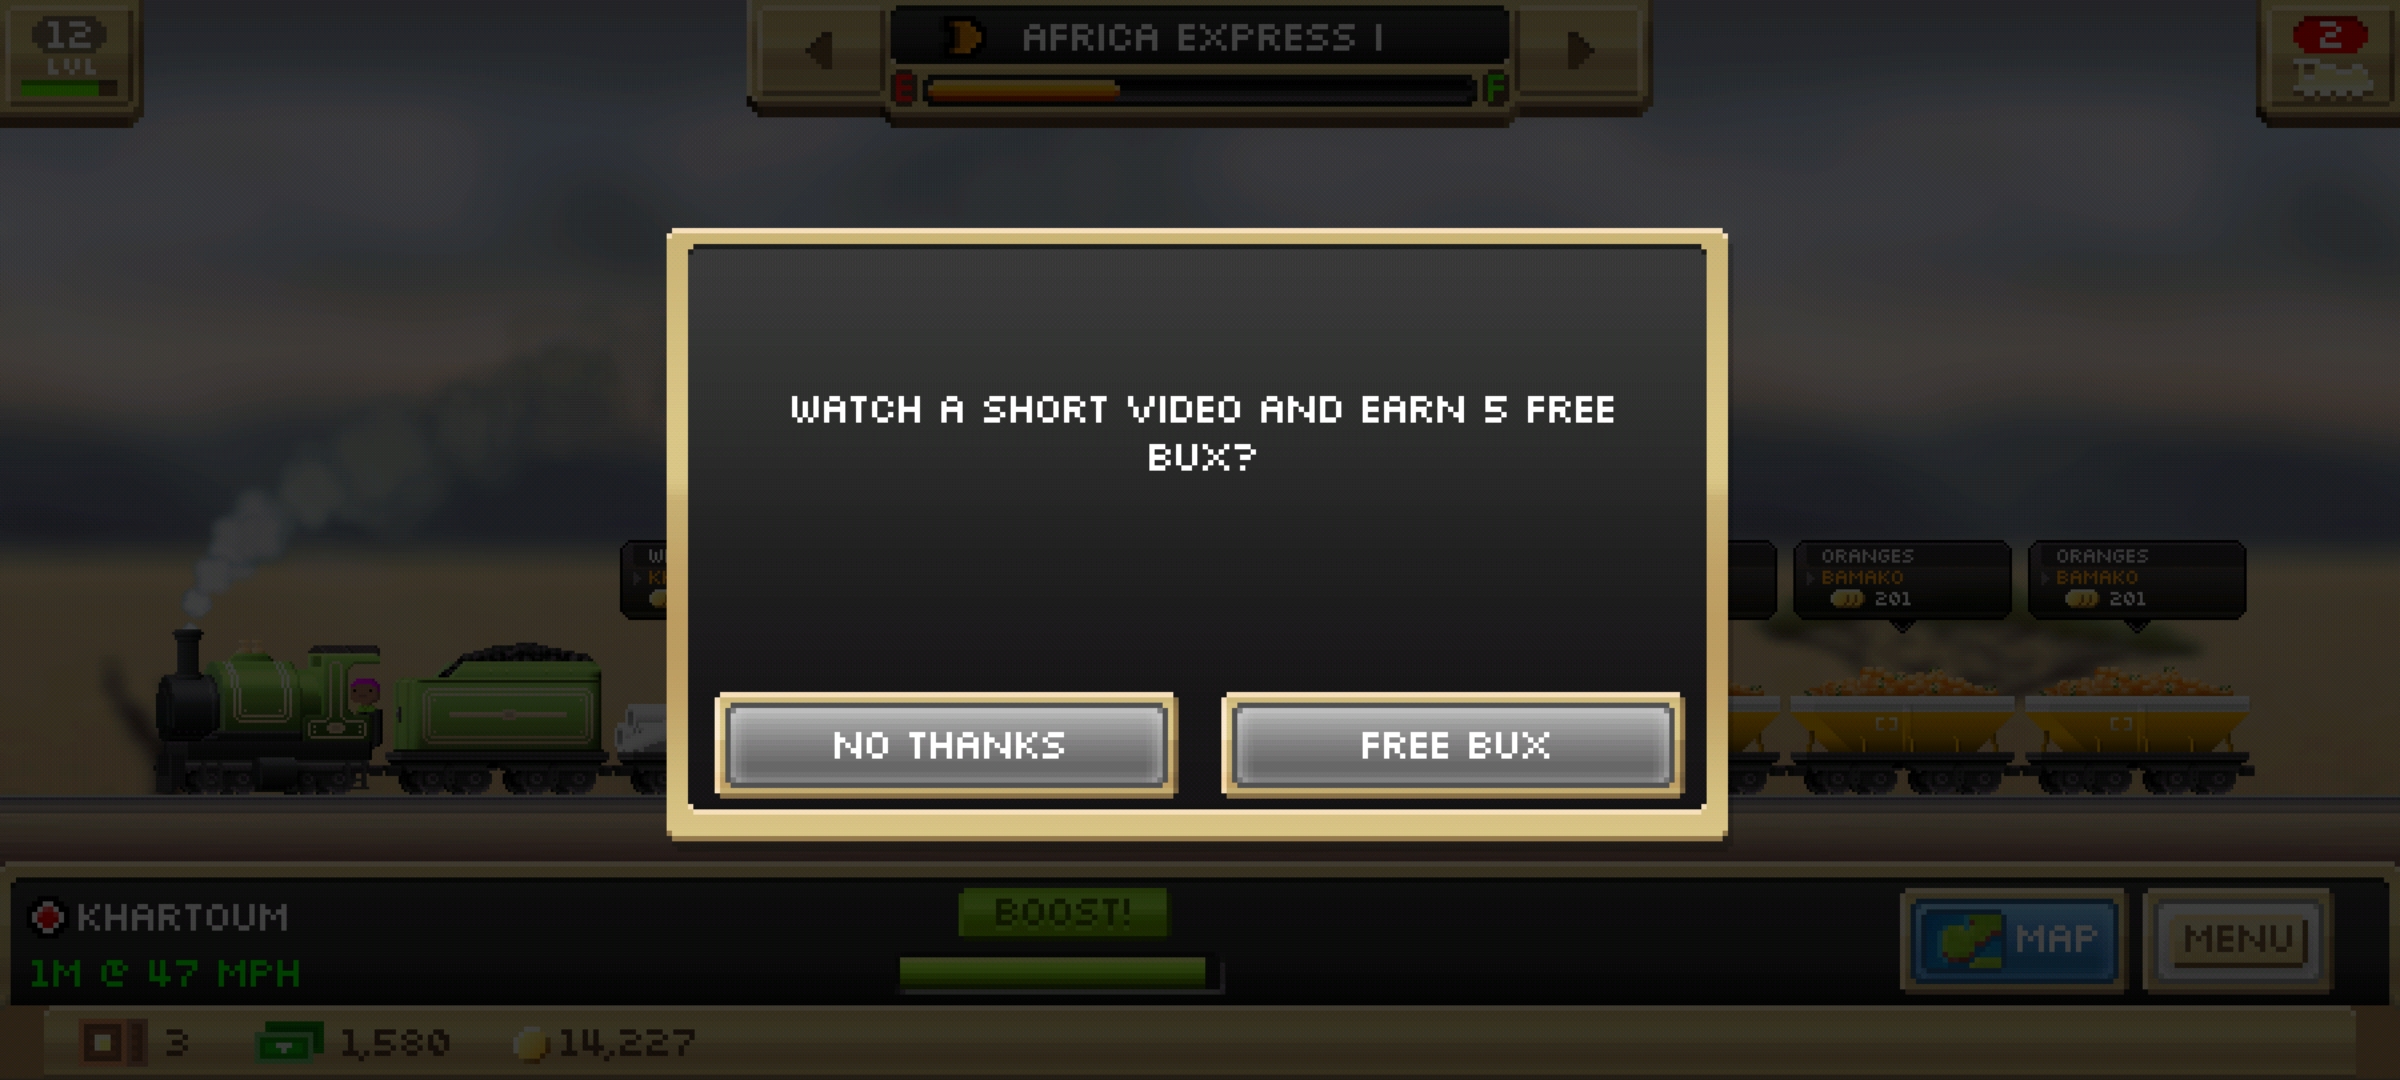 12
LVL
AFRICA EXPRESS I
E F
2
WATCH A SHORT VIDEO AND EARN 5 FREE
BUX?
ORANGES
BAMAKO
201
ORANGES
BAMAKO
201
NO THANKS
FREE BUX
KHARTOUM
1M @ 47 MPH
BOOST!
MAP
MENU
3
1,580
14,227